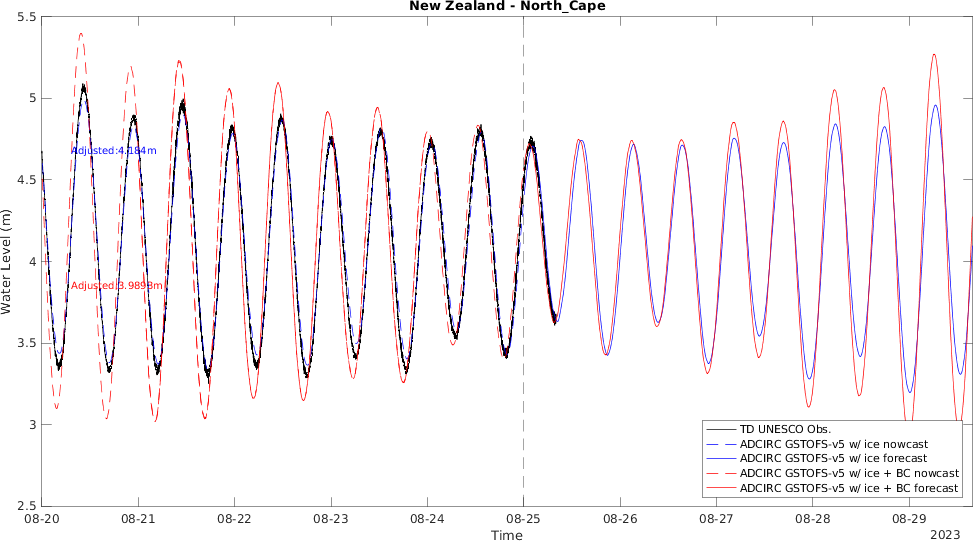 New Zealand - North_Cape
5.5
5
4.5
4
3.5
3
2.5
Water Level (m)
Adjusted:4.184m
Adjusted:3.9893m
TD UNESCO Obs.
ADCIRC GSTOFS-v5 w/ ice nowcast
ADCIRC GSTOFS-v5 w/ ice forecast
ADCIRC GSTOFS-v5 w/ ice + BC nowcast
ADCIRC GSTOFS-v5 w/ ice + BC forecast
08-20 08-21 08-22 08-23 08-24 08-25 08-26 08-27 08-28 08-29
Time
2023